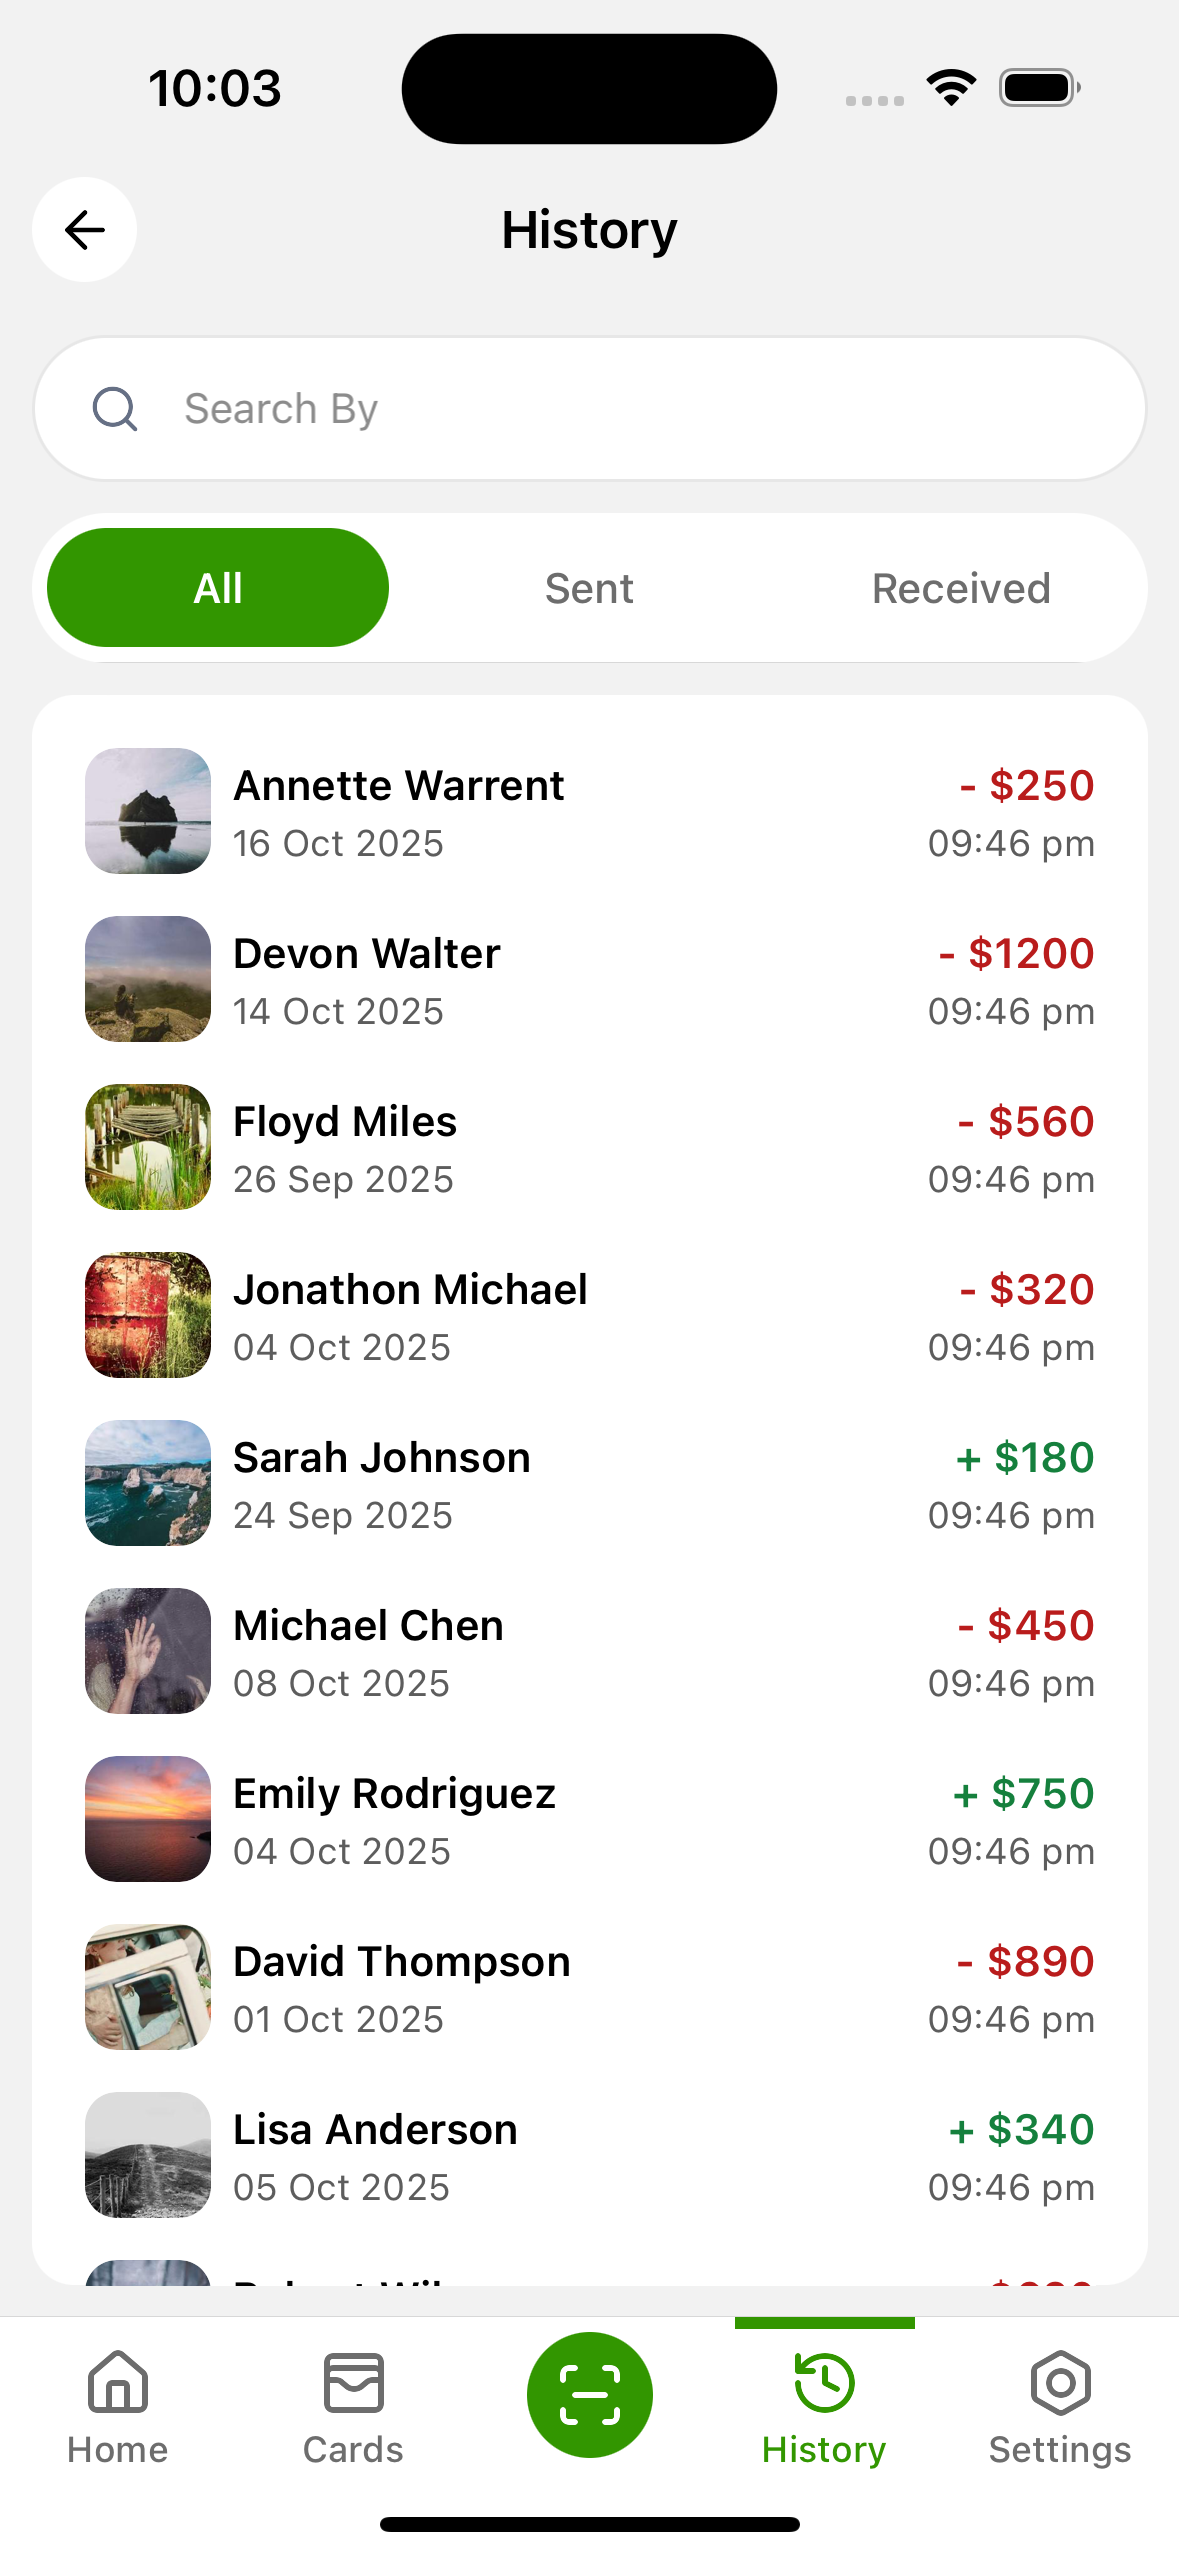 10:03
History
Search By
All Sent Received
Annette Warrent - $250
16 Oct 2025 09:46 pm
Devon Walter - $1200
14 Oct 2025 09:46 pm
Floyd Miles - $560
26 Sep 2025 09:46 pm
Jonathon Michael - $320
04 Oct 2025 09:46 pm
Sarah Johnson + $180
24 Sep 2025 09:46 pm
Michael Chen - $450
08 Oct 2025 09:46 pm
Emily Rodriguez + $750
04 Oct 2025 09:46 pm
David Thompson - $890
01 Oct 2025 09:46 pm
Lisa Anderson + $340
05 Oct 2025 09:46 pm
Home Cards History Settings